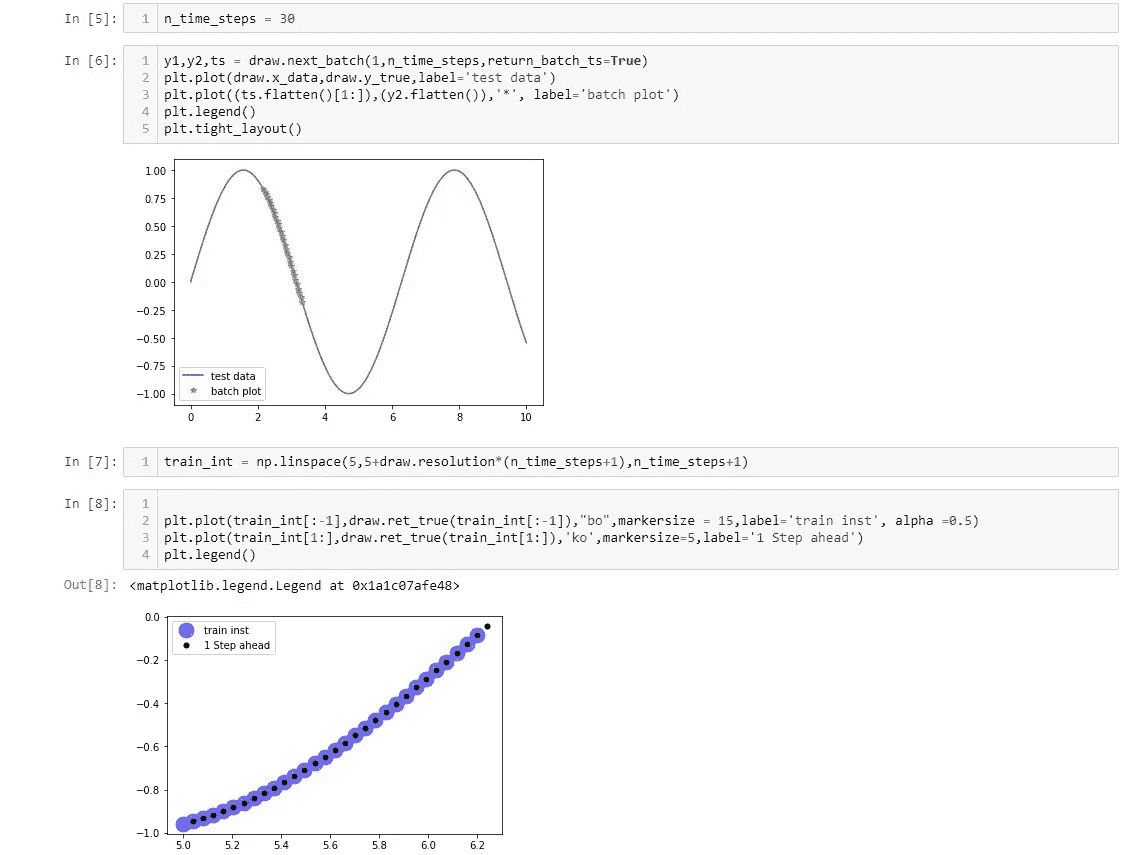 In [5]: 1 n_time_steps = 30
In [6]: 1 y1,y2,ts = draw.next_batch(1,n_time_steps,return_batch_ts=True)
2 plt.plot(draw.x_data,draw.y_true,label='test data')
3 plt.plot((ts.flatten()[1:]),(y2.flatten()),'*', label='batch plot')
4 plt.legend()
5 plt.tight_layout()
1.00
0.75
0.50
0.25
0.00
−0.25
−0.50
−0.75
−1.00
test data
batch plot
0 2 4 6 8 10
In [7]: 1 train_int = np.linspace(5,5+draw.resolution*(n_time_steps+1),n_time_steps+1)
In [8]: 1
2 plt.plot(train_int[:-1],draw.ret_true(train_int[:-1]),"bo",markersize = 15,label='train inst', alpha =0.5)
3 plt.plot(train_int[1:],draw.ret_true(train_int[1:]),'ko',markersize=5,label='1 Step ahead')
4 plt.legend()
Out[8]: <matplotlib.legend.Legend at 0x1a1c07afe48>
0.0
−0.2
−0.4
−0.6
−0.8
−1.0
train inst
1 Step ahead
5.0 5.2 5.4 5.6 5.8 6.0 6.2